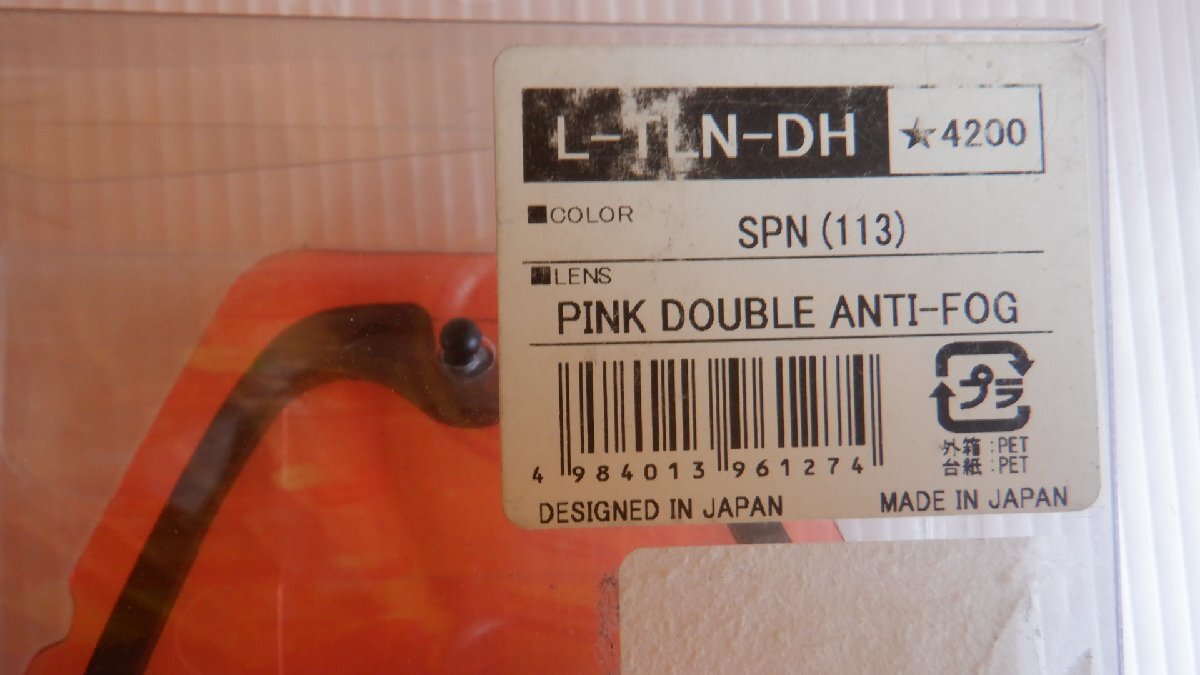 L-TLN-DH ★4200
■COLOR
SPN (113)
■LENS
PINK DOUBLE ANTI-FOG
プラ
外箱:PET
台紙:PET
4 984013 961274
DESIGNED IN JAPAN
MADE IN JAPAN